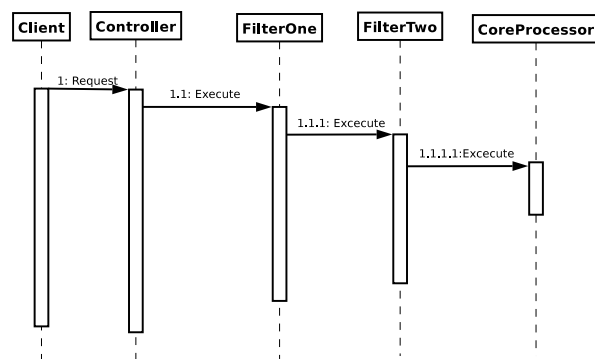 Client
Controller
FilterOne
FilterTwo
CoreProcessor
1: Request
1.1: Execute
1.1.1: Excecute
1.1.1.1:Excecute